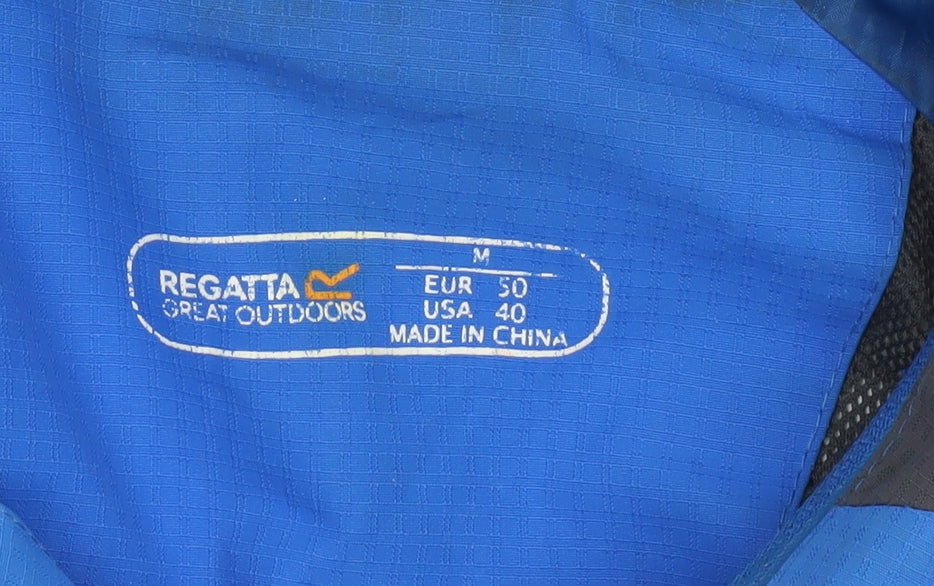 REGATTA
GREAT OUTDOORS
M
EUR 50
USA 40
MADE IN CHINA